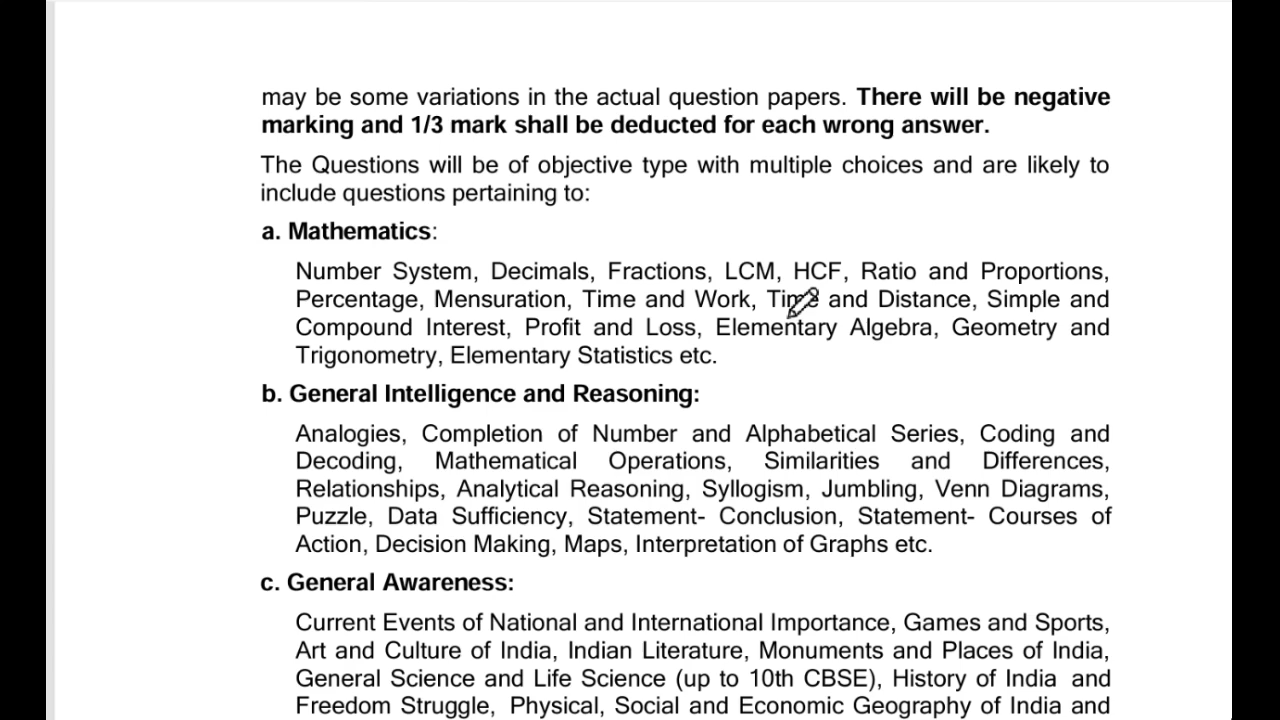 may be some variations in the actual question papers. There will be negative
marking and 1/3 mark shall be deducted for each wrong answer.
The Questions will be of objective type with multiple choices and are likely to
include questions pertaining to:
a. Mathematics:
Number System, Decimals, Fractions, LCM, HCF, Ratio and Proportions,
Percentage, Mensuration, Time and Work, Time and Distance, Simple and
Compound Interest, Profit and Loss, Elementary Algebra, Geometry and
Trigonometry, Elementary Statistics etc.
b. General Intelligence and Reasoning:
Analogies, Completion of Number and Alphabetical Series, Coding and
Decoding, Mathematical Operations, Similarities and Differences,
Relationships, Analytical Reasoning, Syllogism, Jumbling, Venn Diagrams,
Puzzle, Data Sufficiency, Statement- Conclusion, Statement- Courses of
Action, Decision Making, Maps, Interpretation of Graphs etc.
c. General Awareness:
Current Events of National and International Importance, Games and Sports,
Art and Culture of India, Indian Literature, Monuments and Places of India,
General Science and Life Science (up to 10th CBSE), History of India and
Freedom Struggle, Physical, Social and Economic Geography of India and